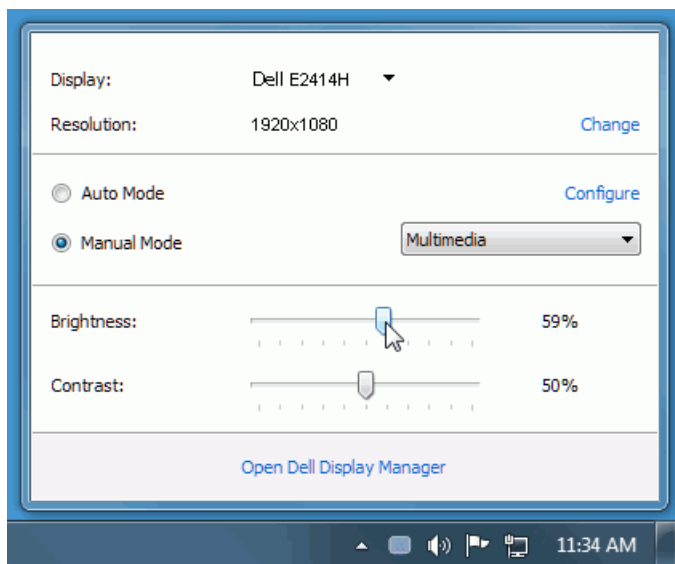 Display: Dell E2414H
Resolution: 1920x1080 Change
Auto Mode Configure
Manual Mode Multimedia
Brightness: 59%
Contrast: 50%
Open Dell Display Manager
11:34 AM